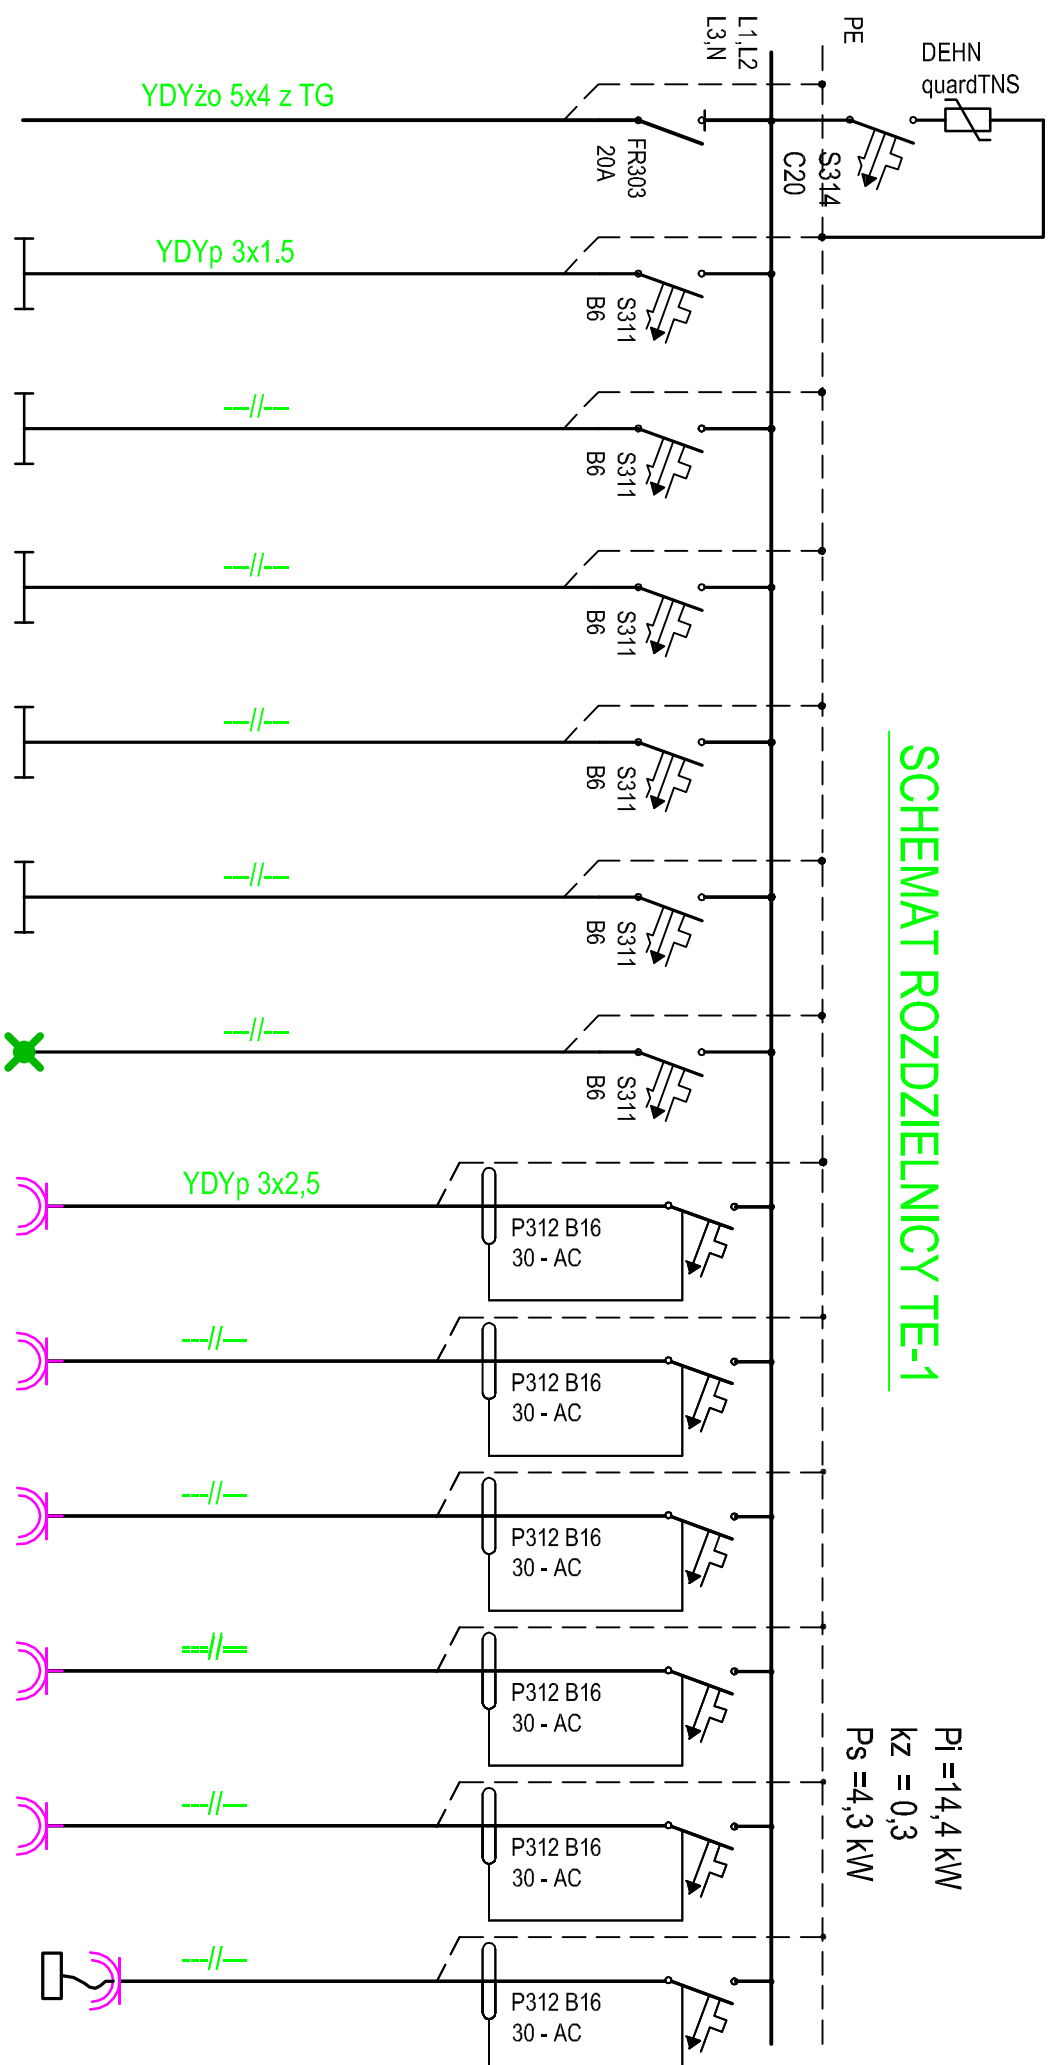 PE
L1,L2
L3,N
DEHN
quardTNS
YDYżo 5x4 z TG
FR303
20A
S314
C20
YDYp 3x1.5
S311
B6
---//---
S311
B6
---//---
S311
B6
---//---
S311
B6
---//---
S311
B6
---//---
S311
B6
SCHEMAT ROZDZIELNICY TE-1
YDYp 3x2,5
P312 B16
30 - AC
---//---
P312 B16
30 - AC
---//---
P312 B16
30 - AC
---//---
P312 B16
30 - AC
---//---
P312 B16
30 - AC
---//---
P312 B16
30 - AC
Pi =14,4 kW
kz = 0,3
Ps =4,3 kW